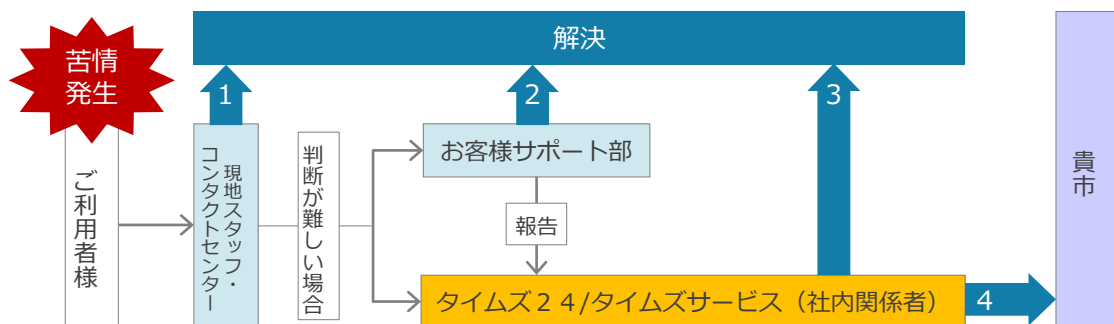 苦情
発生
解決
1
2
3
ご利用者様
現地スタッフ・
コンタクトセンター
判断が難しい場合
お客様サポート部
報告
タイムズ２４/タイムズサービス（社内関係者）
4
貴市